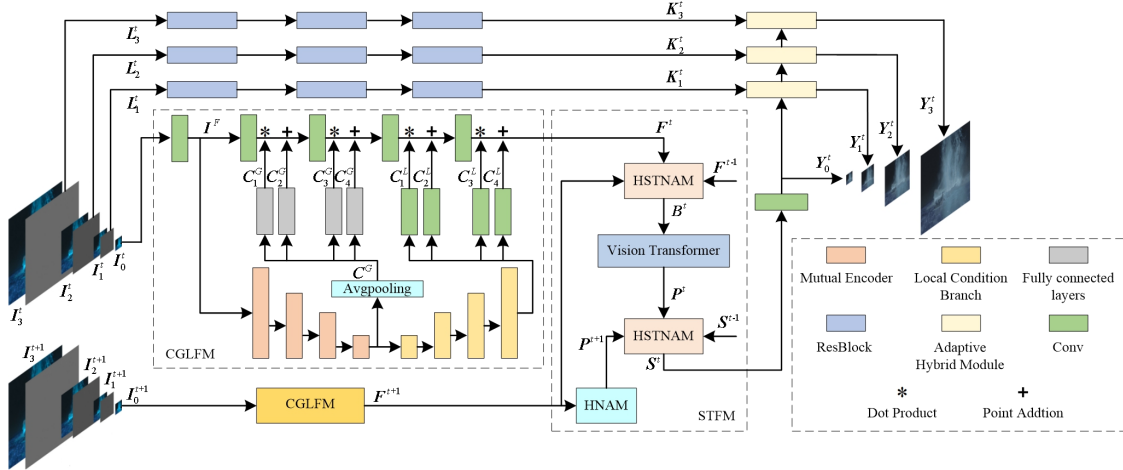 L₃ᵗ
K₃ᵗ
L₂ᵗ
K₂ᵗ
L₁ᵗ
K₁ᵗ
Y₃ᵗ
Y₂ᵗ
Y₁ᵗ
Y₀ᵗ
Iᶠ
* + * + * + * +
C₁ᴳ C₂ᴳ C₃ᴳ C₄ᴳ C₁ᴸ C₂ᴸ C₃ᴸ C₄ᴸ
Cᴳ
Avgpooling
CGLFM
I₀ᵗ
I₁ᵗ
I₂ᵗ
I₃ᵗ
Fᵗ
HSTNAM
Fᵗ⁻¹
Bᵗ
Vision Transformer
Pᵗ
HSTNAM
Sᵗ⁻¹
Pᵗ⁺¹
Sᵗ
HNAM
STFM
I₃ᵗ⁺¹
I₂ᵗ⁺¹
I₁ᵗ⁺¹
I₀ᵗ⁺¹
CGLFM
Fᵗ⁺¹
Mutual Encoder
Local Condition
Branch
Fully connected
layers
ResBlock
Adaptive
Hybrid Module
Conv
* +
Dot Product
Point Addtion